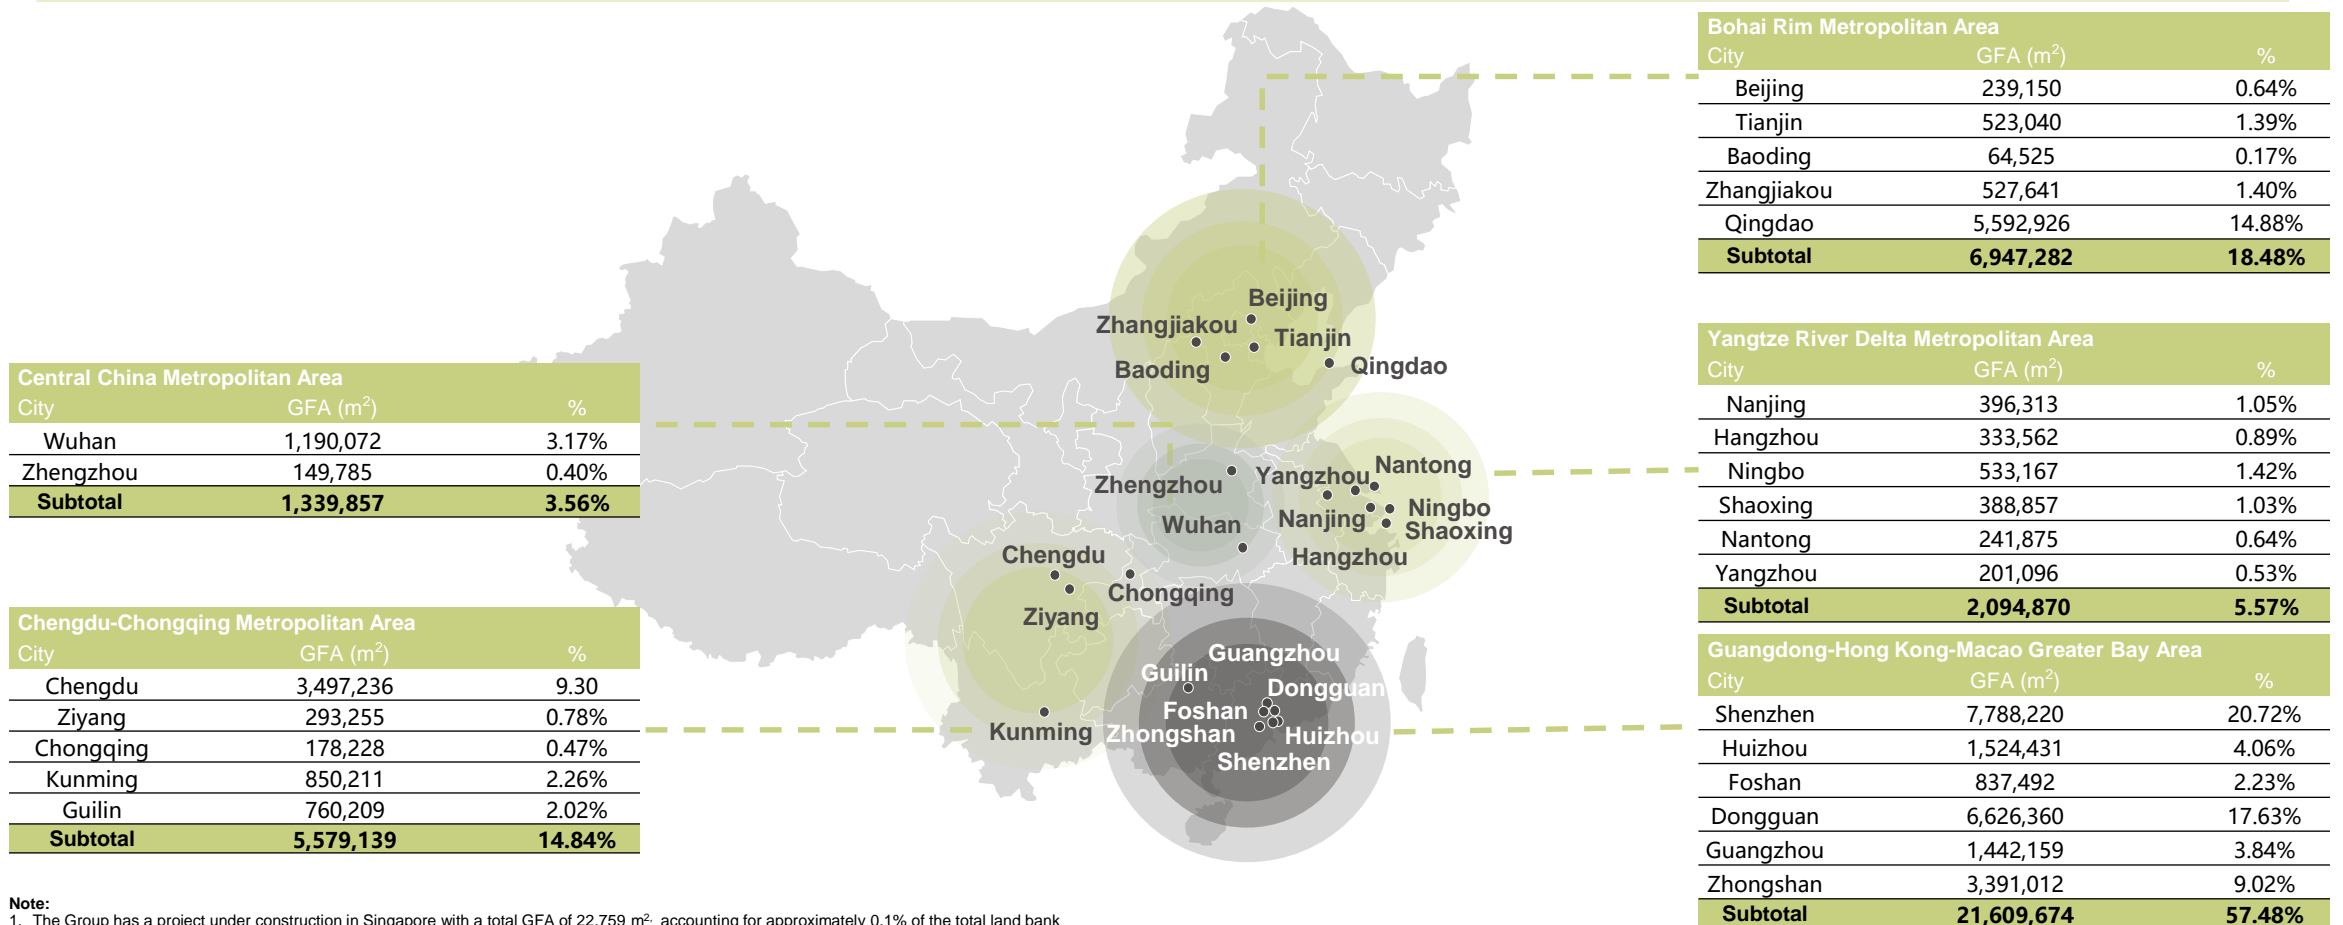 Bohai Rim Metropolitan Area
City GFA (m²) %
Beijing 239,150 0.64%
Tianjin 523,040 1.39%
Baoding 64,525 0.17%
Zhangjiakou 527,641 1.40%
Qingdao 5,592,926 14.88%
Subtotal 6,947,282 18.48%
Yangtze River Delta Metropolitan Area
City GFA (m²) %
Nanjing 396,313 1.05%
Hangzhou 333,562 0.89%
Ningbo 533,167 1.42%
Shaoxing 388,857 1.03%
Nantong 241,875 0.64%
Yangzhou 201,096 0.53%
Subtotal 2,094,870 5.57%
Guangdong-Hong Kong-Macao Greater Bay Area
City GFA (m²) %
Shenzhen 7,788,220 20.72%
Huizhou 1,524,431 4.06%
Foshan 837,492 2.23%
Dongguan 6,626,360 17.63%
Guangzhou 1,442,159 3.84%
Zhongshan 3,391,012 9.02%
Subtotal 21,609,674 57.48%
Central China Metropolitan Area
City GFA (m²) %
Wuhan 1,190,072 3.17%
Zhengzhou 149,785 0.40%
Subtotal 1,339,857 3.56%
Chengdu-Chongqing Metropolitan Area
City GFA (m²) %
Chengdu 3,497,236 9.30
Ziyang 293,255 0.78%
Chongqing 178,228 0.47%
Kunming 850,211 2.26%
Guilin 760,209 2.02%
Subtotal 5,579,139 14.84%
Beijing
Zhangjiakou
Tianjin
Baoding
Qingdao
Nantong
Yangzhou
Zhengzhou
Ningbo
Nanjing
Wuhan
Shaoxing
Hangzhou
Chengdu
Chongqing
Ziyang
Guangzhou
Guilin
Dongguan
Foshan
Kunming
Zhongshan
Huizhou
Shenzhen
Note:
1. The Group has a project under construction in Singapore with a total GFA of 22,759 m², accounting for approximately 0.1% of the total land bank